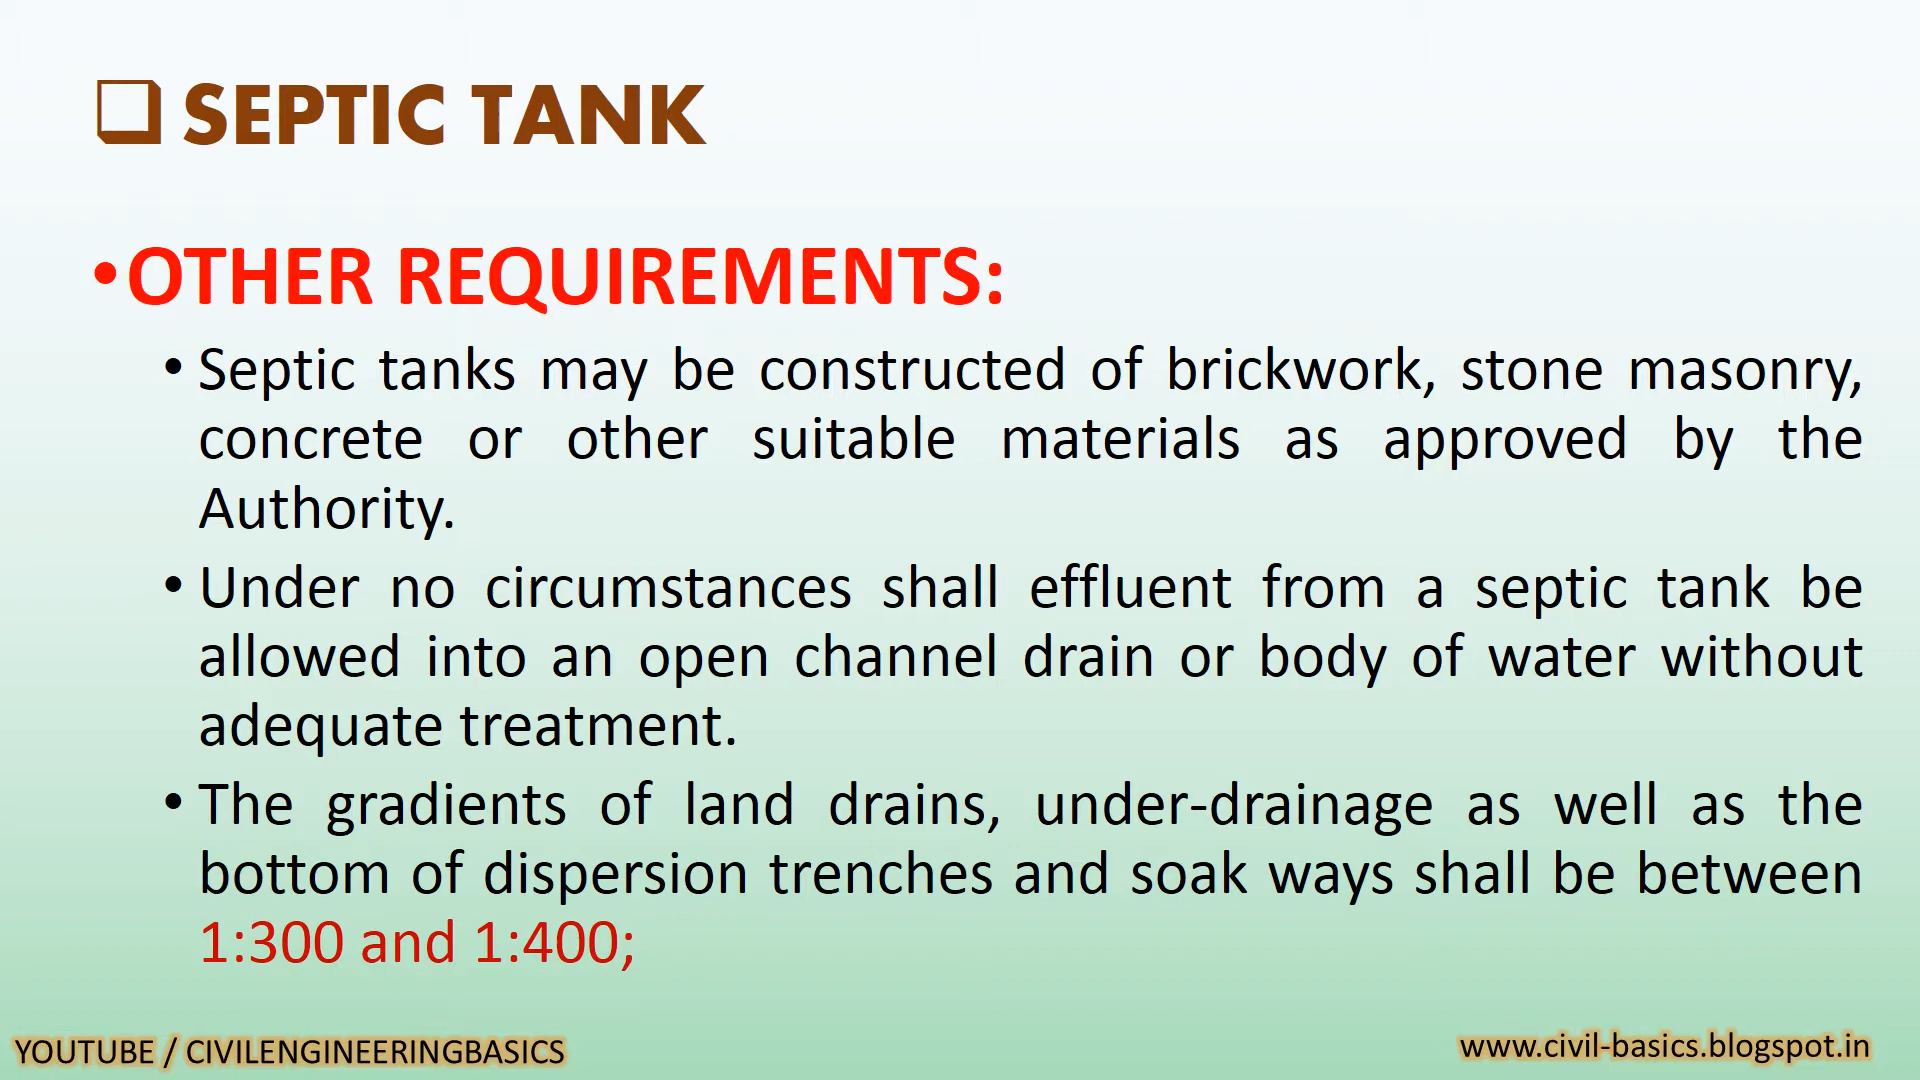 SEPTIC TANK
•OTHER REQUIREMENTS:
• Septic tanks may be constructed of brickwork, stone masonry,
concrete or other suitable materials as approved by the
Authority.
• Under no circumstances shall effluent from a septic tank be
allowed into an open channel drain or body of water without
adequate treatment.
• The gradients of land drains, under-drainage as well as the
bottom of dispersion trenches and soak ways shall be between
1:300 and 1:400;
YOUTUBE / CIVILENGINEERINGBASICS
www.civil-basics.blogspot.in